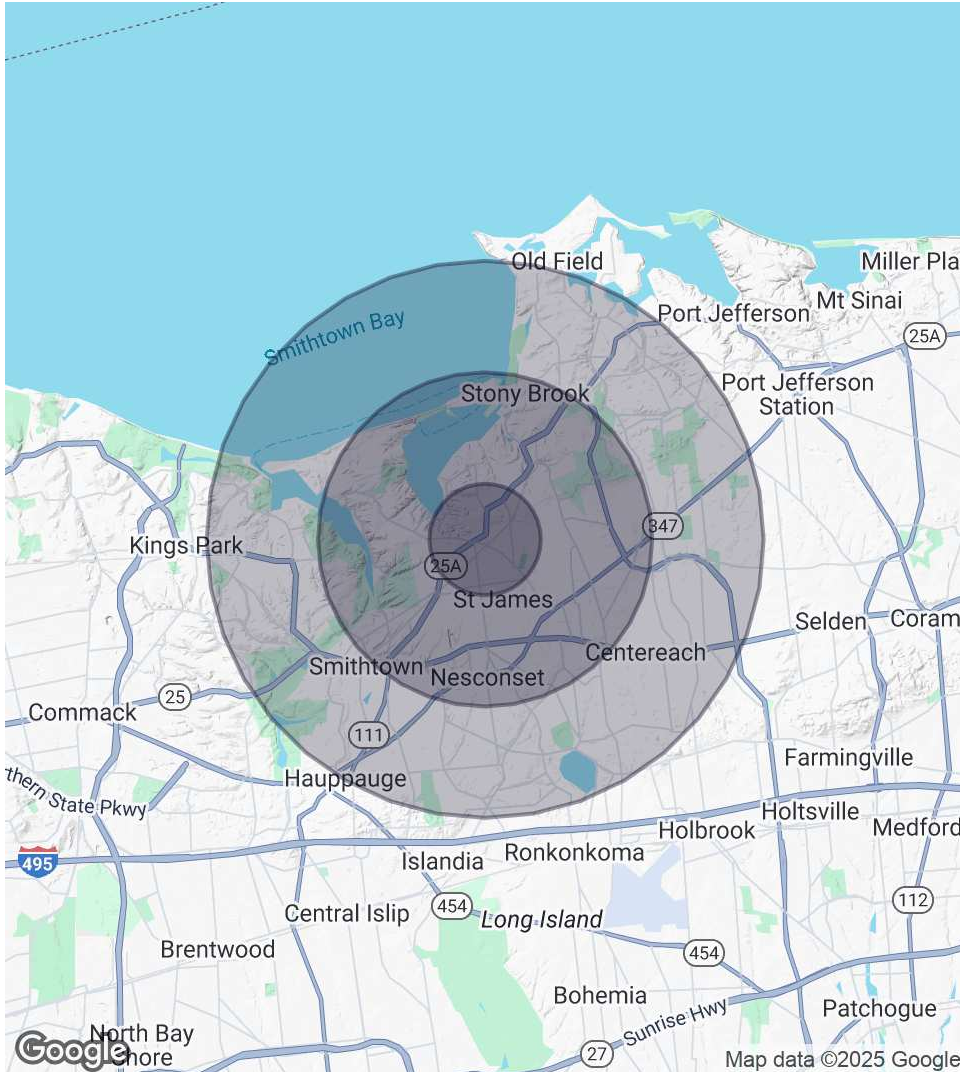 Old Field
Miller Pla
Mt Sinai
Port Jefferson
Smithtown Bay
25A
Port Jefferson
Station
Stony Brook
347
Kings Park
25A
St James
Selden
Coram
Centereach
Smithtown
Nesconset
25
Commack
111
Farmingville
Hauppauge
rthern State Pkwy
Holtsville
Holbrook
Medford
Ronkonkoma
Islandia
495
112
454
Central Islip
Long Island
Brentwood
454
Bohemia
Sunrise Hwy
Patchogue
North Bay
Shore
Google
27
Map data ©2025 Google